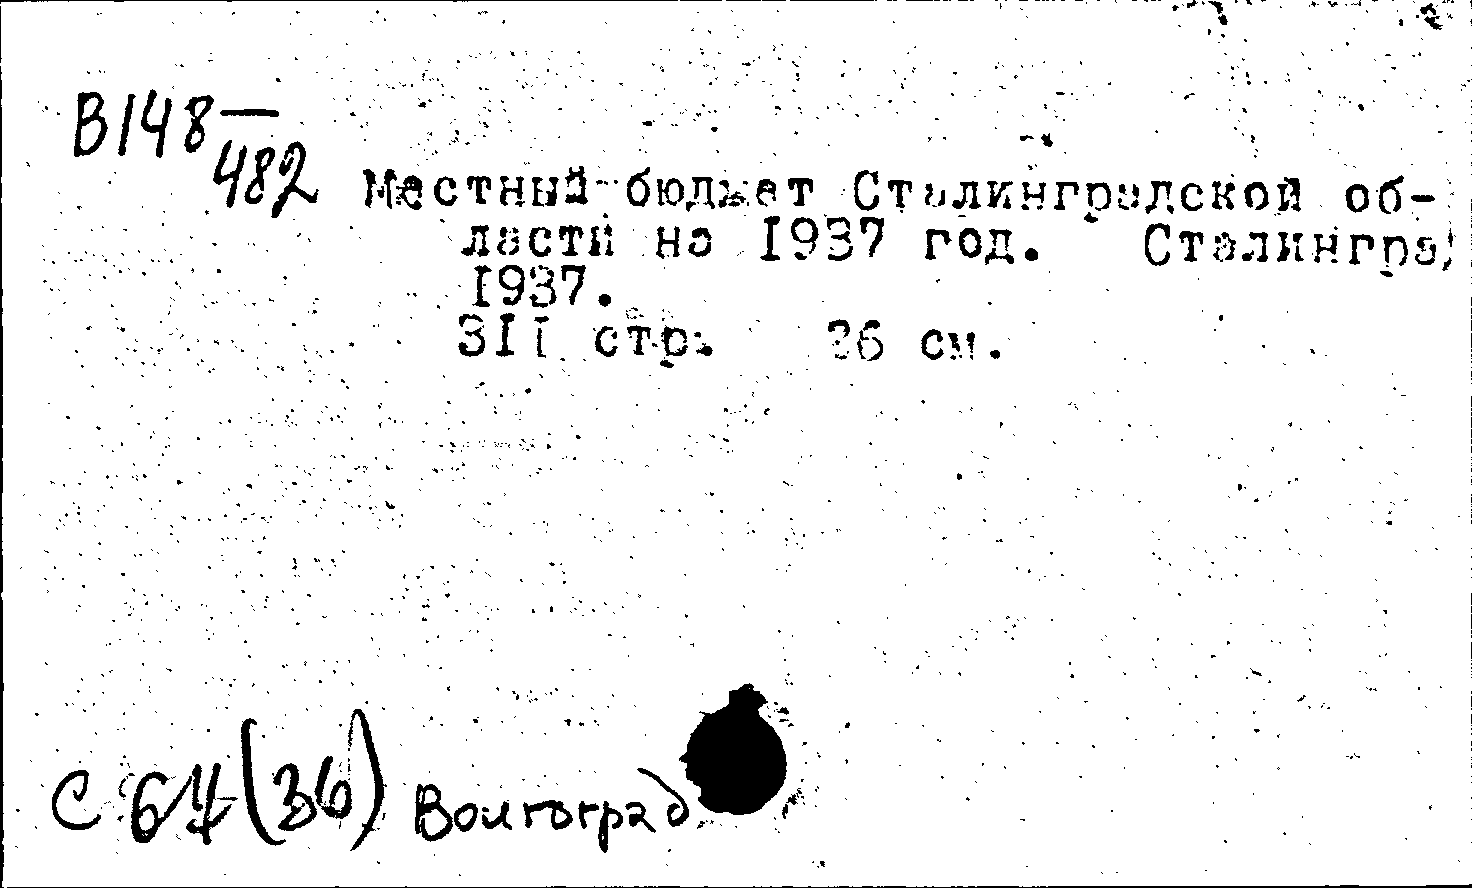 В148—
482
Местный бюджет Сталинградской об-
ласти на 1937 год. Сталинград,
1937.
311 стр. 26 см.
С 64(36) Волгоград